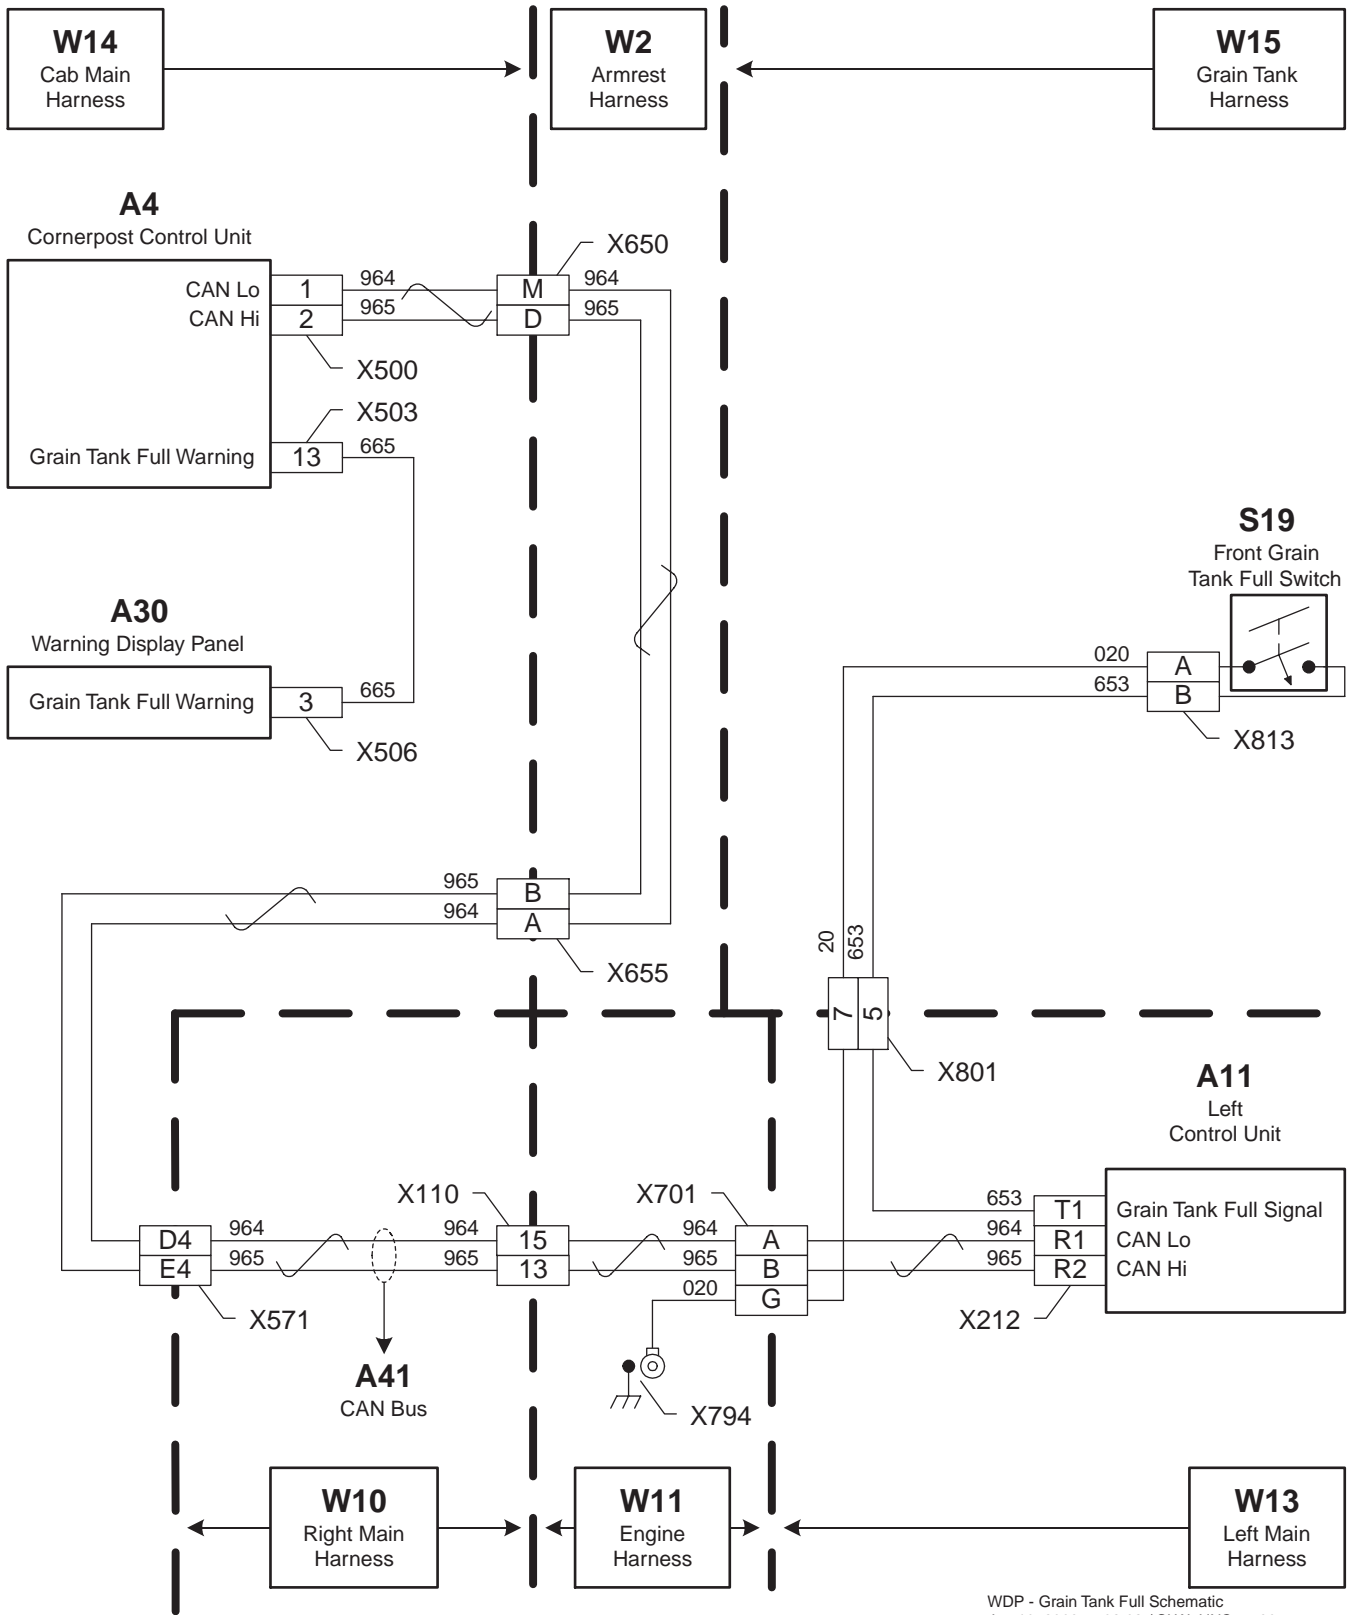 W14
Cab Main
Harness
W2
Armrest
Harness
W15
Grain Tank
Harness
A4
Cornerpost Control Unit
CAN Lo
1
964
CAN Hi
2
965
X500
X503
Grain Tank Full Warning
13
665
X650
M
964
D
965
A30
Warning Display Panel
Grain Tank Full Warning
3
665
X506
S19
Front Grain
Tank Full Switch
020
A
653
B
X813
965
B
964
A
X655
20
653
7
5
X801
A11
Left
Control Unit
X110
X701
653
T1
Grain Tank Full Signal
D4
964
964
15
964
A
964
R1
CAN Lo
E4
965
965
13
965
B
965
R2
CAN Hi
020
G
X571
X212
A41
CAN Bus
X794
W10
Right Main
Harness
W11
Engine
Harness
W13
Left Main
Harness
WDP - Grain Tank Full Schematic